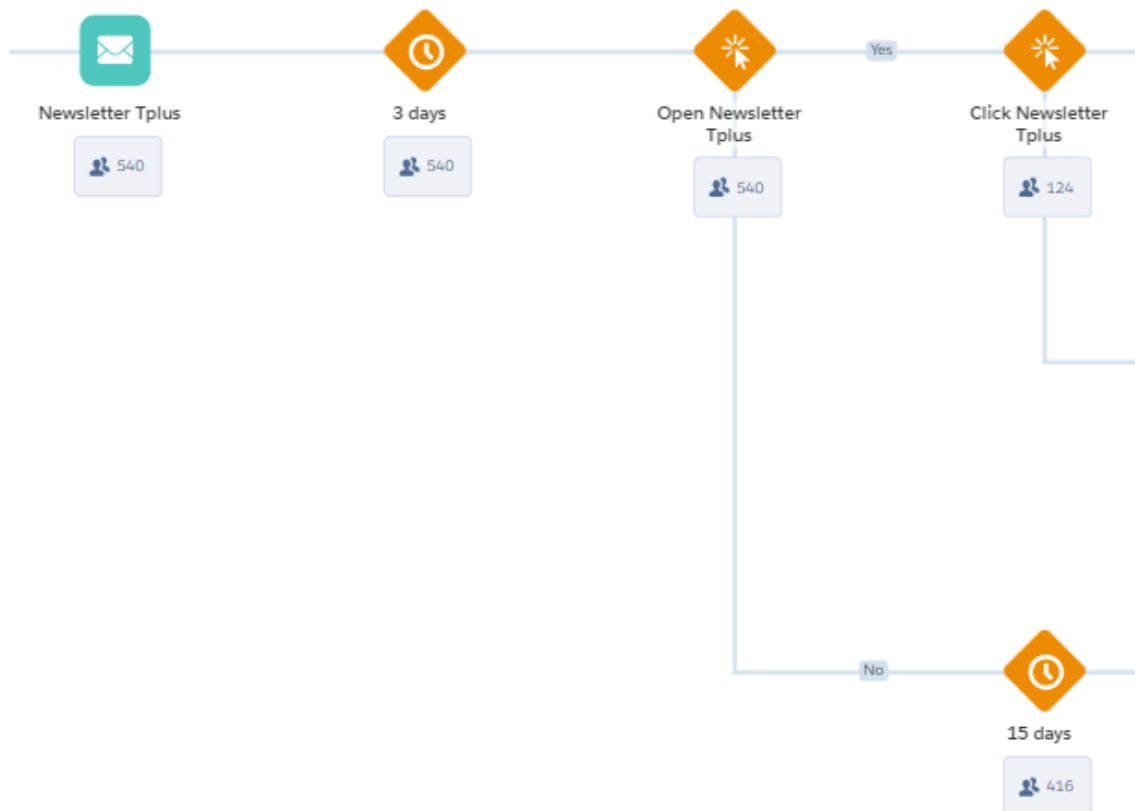 Newsletter Tplus
540
3 days
540
Open Newsletter
Tplus
540
Yes
Click Newsletter
Tplus
124
No
15 days
416